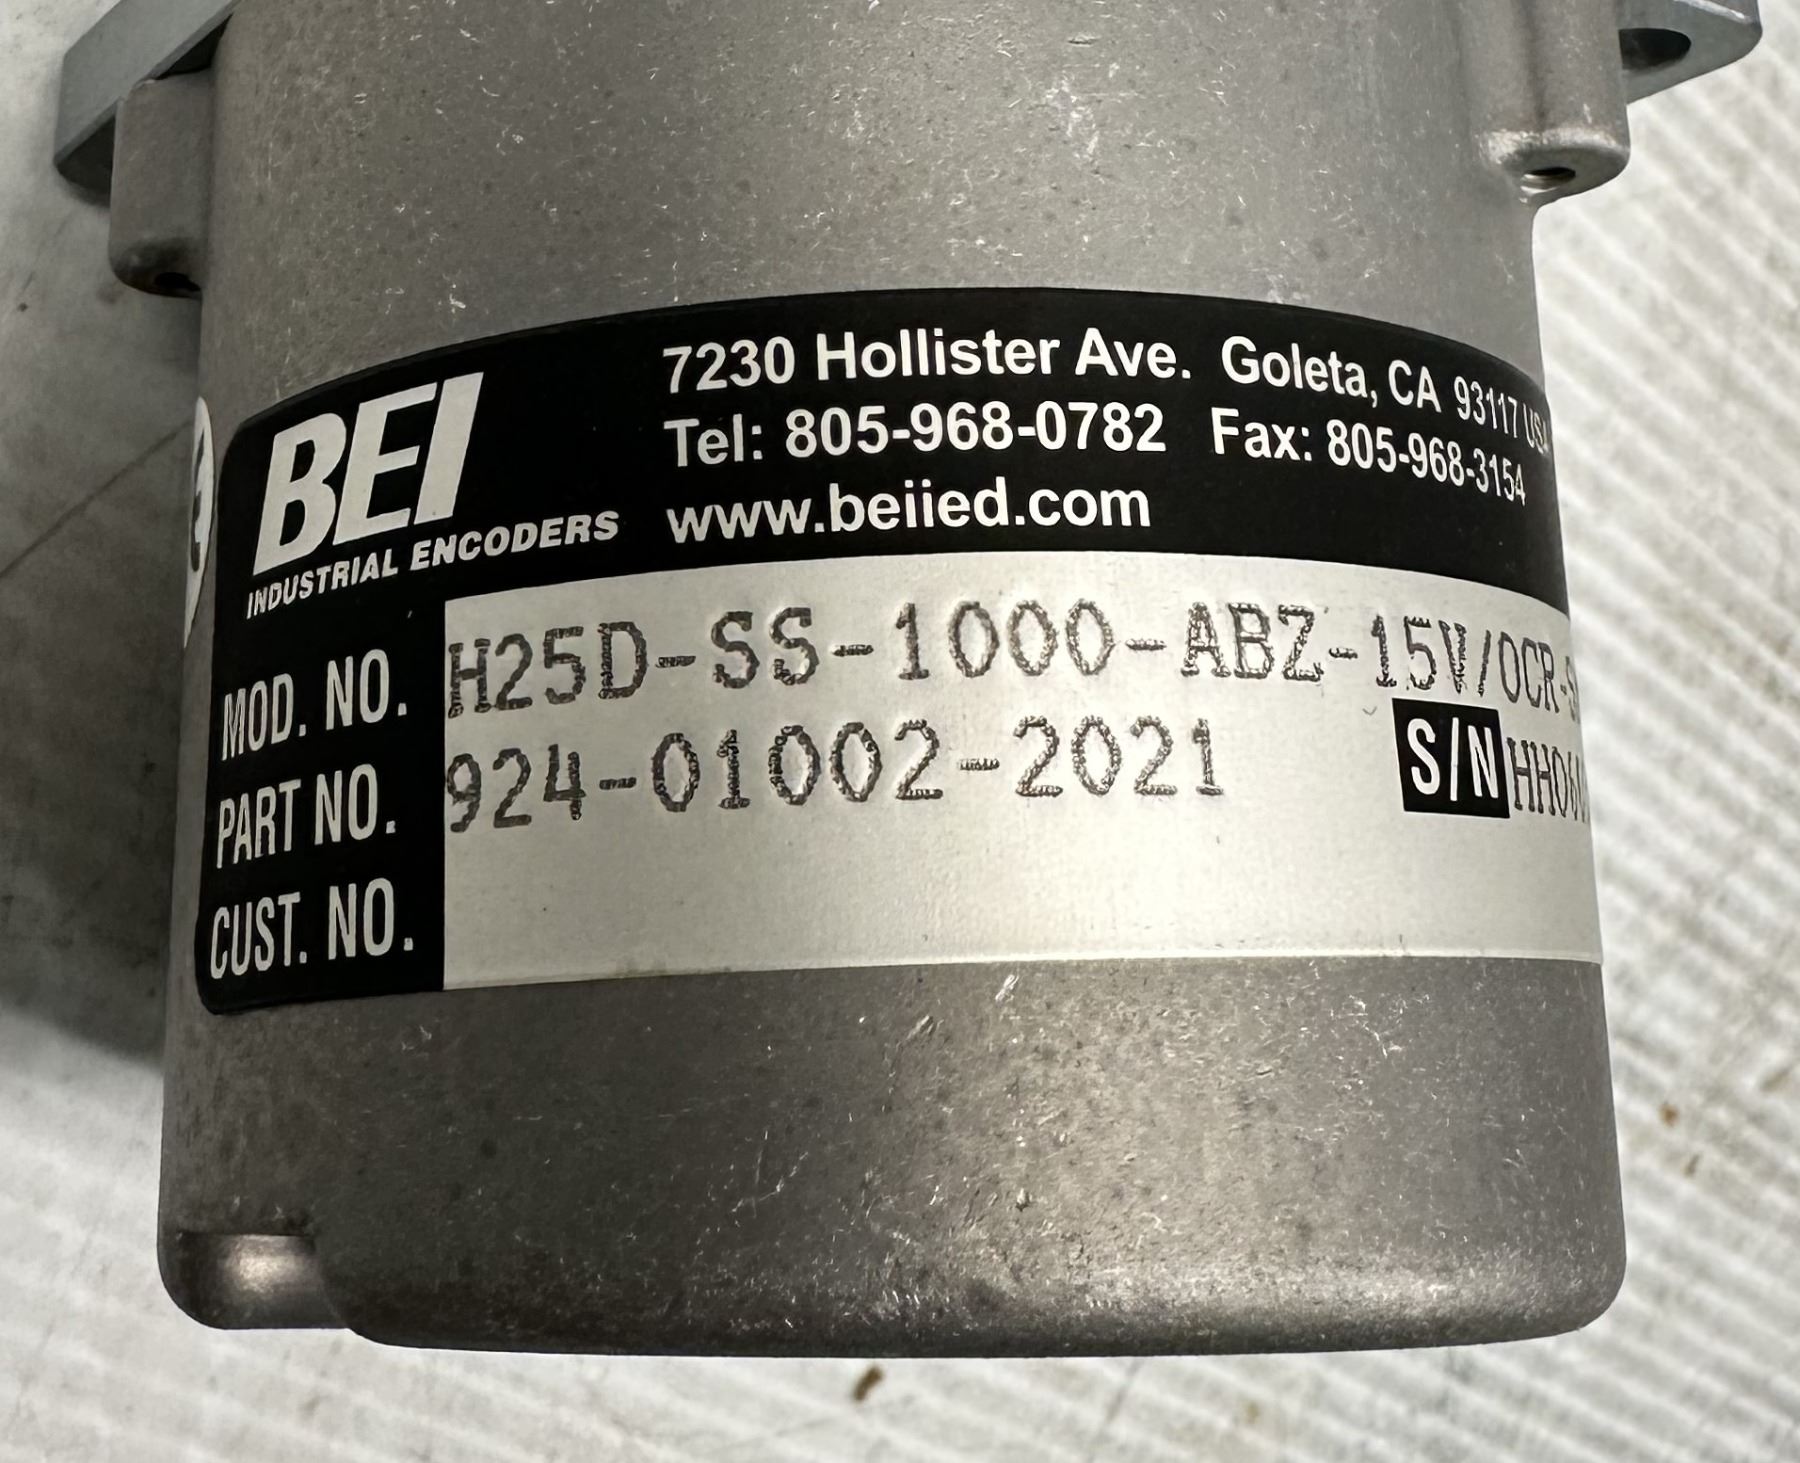 BEI
INDUSTRIAL ENCODERS
7230 Hollister Ave. Goleta, CA 93117 USA
Tel: 805-968-0782 Fax: 805-968-3154
www.beiied.com
MOD. NO. H25D-SS-1000-ABZ-15V/OCR-
PART NO. 924-01002-2021 S/N
CUST. NO.